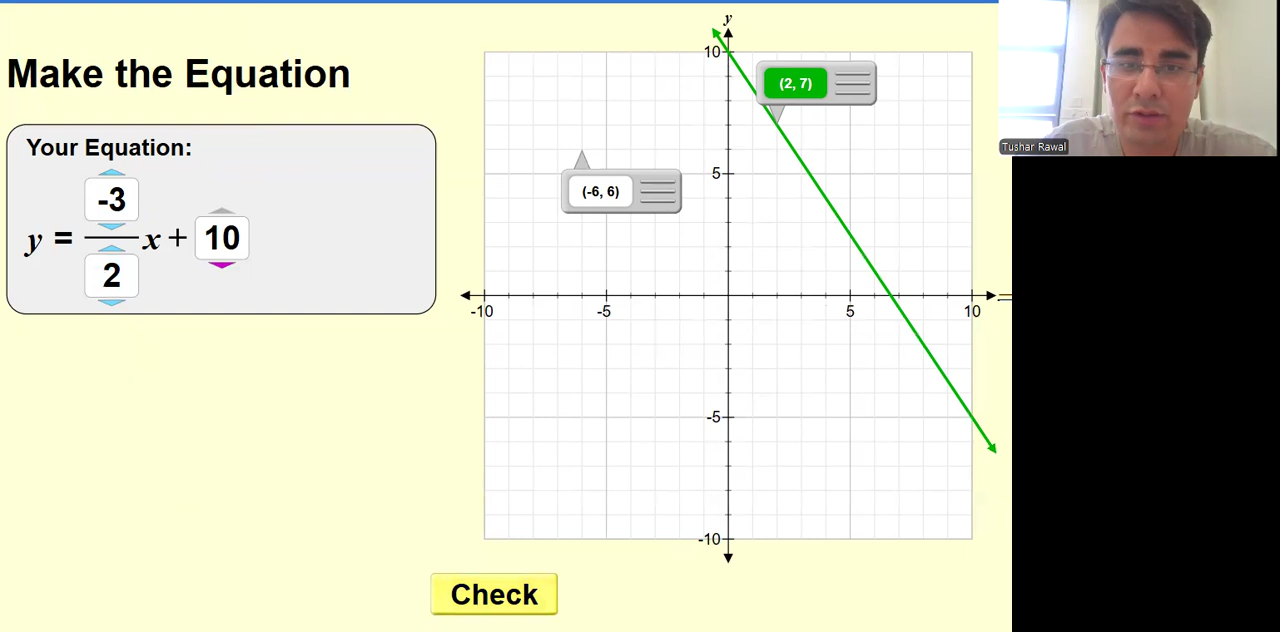 Make the Equation
Your Equation:
y = -3/2 x + 10
y
10
(2, 7)
5
(-6, 6)
-10
-5
5
10
-5
-10
Check
Tushar Rawal